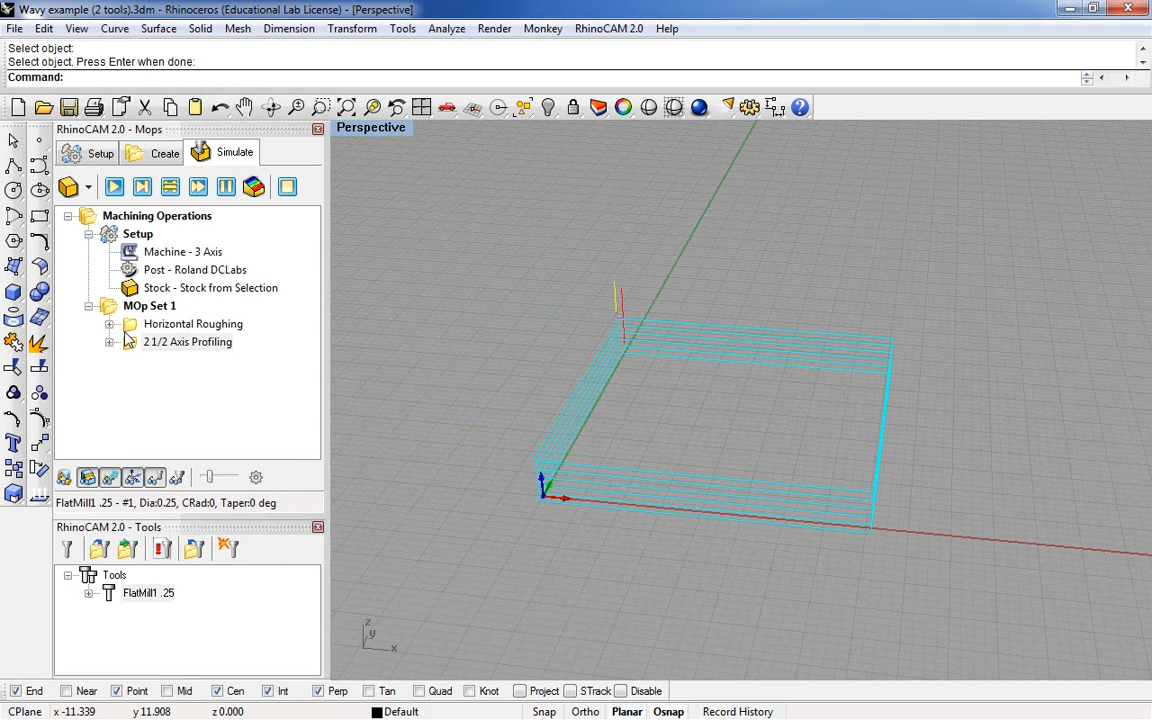 Wavy example (2 tools).3dm - Rhinoceros (Educational Lab License) - [Perspective]
File Edit View Curve Surface Solid Mesh Dimension Transform Tools Analyze Render Monkey RhinoCAM 2.0 Help
Select object:
Select object. Press Enter when done:
Command:
RhinoCAM 2.0 - Mops
Perspective
Setup Create Simulate
Machining Operations
Setup
Machine - 3 Axis
Post - Roland DCLabs
Stock - Stock from Selection
MOp Set 1
Horizontal Roughing
2 1/2 Axis Profiling
FlatMill1 .25 - #1, Dia:0.25, CRad:0, Taper:0 deg
RhinoCAM 2.0 - Tools
Tools
FlatMill1 .25
z
y
x
End Near Point Mid Cen Int Perp Tan Quad Knot Project STrack Disable
CPlane x -11.339 y 11.908 z 0.000 Default Snap Ortho Planar Osnap Record History